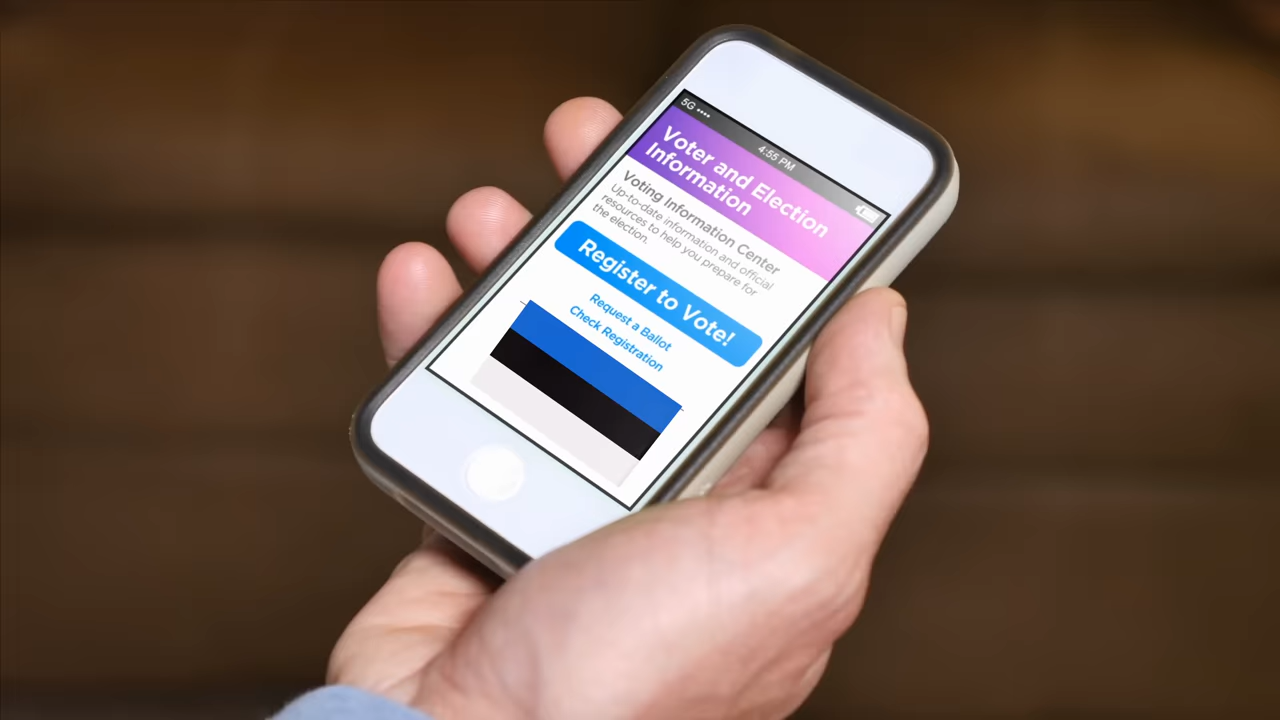 5G
4:55 PM
Voter and Election
Information
Voting Information Center
Up-to-date information and official
resources to help you prepare for
the election.
Register to Vote!
Request a Ballot
Check Registration